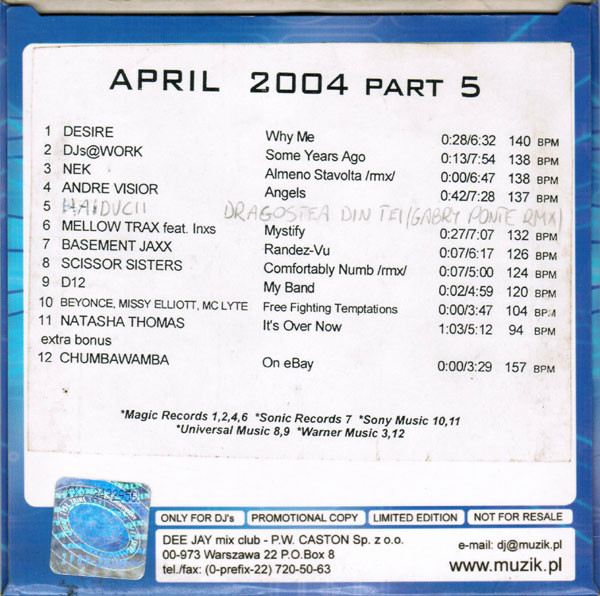 APRIL 2004 PART 5
1 DESIRE Why Me 0:28/6:32 140 BPM
2 DJs@WORK Some Years Ago 0:13/7:54 138 BPM
3 NEK Almeno Stavolta /rmx/ 0:00/6:47 138 BPM
4 ANDRE VISIOR Angels 0:42/7:28 137 BPM
5 HAIDUCII DRAGOSTEA DIN TEI/GABRY PONTE RMX/
6 MELLOW TRAX feat. Inxs Mystify 0:27/7:07 132 BPM
7 BASEMENT JAXX Randez-Vu 0:07/6:17 126 BPM
8 SCISSOR SISTERS Comfortably Numb /rmx/ 0:07/5:00 124 BPM
9 D12 My Band 0:02/4:59 120 BPM
10 BEYONCE, MISSY ELLIOTT, MC LYTE Free Fighting Temptations 0:00/3:47 104 BPM
11 NATASHA THOMAS It's Over Now 1:03/5:12 94 BPM
extra bonus
12 CHUMBAWAMBA On eBay 0:00/3:29 157 BPM
*Magic Records 1,2,4,6 *Sonic Records 7 *Sony Music 10,11
*Universal Music 8,9 *Warner Music 3,12
ONLY FOR DJ's PROMOTIONAL COPY LIMITED EDITION NOT FOR RESALE
DEE JAY mix club - P.W. CASTON Sp. z o.o.
00-973 Warszawa 22 P.O.Box 8
tel./fax: (0-prefix-22) 720-50-63
e-mail: dj@muzik.pl
www.muzik.pl